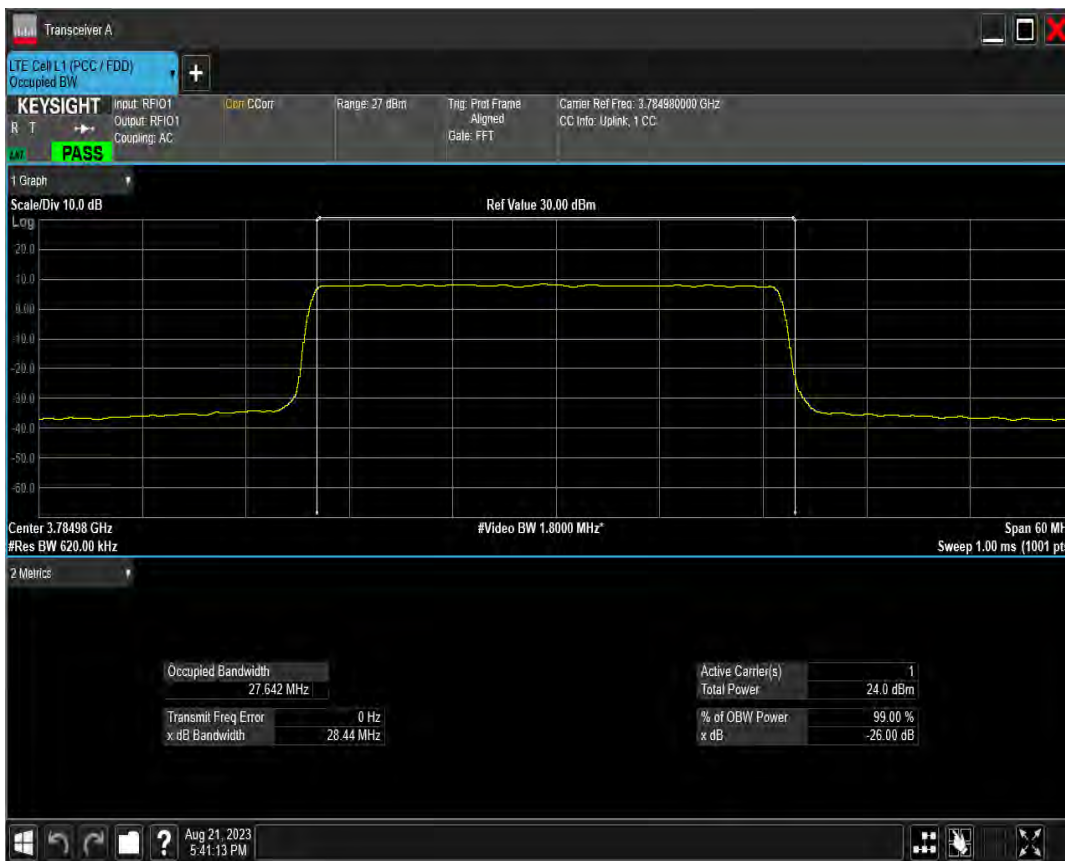 Transceiver A
LTE Cell L1 (PCC / FDD)
Occupied BW
+
KEYSIGHT
R T
LXI
PASS
Input: RFIO1
Output: RFIO1
Coupling: AC
Corr CCorr
Range: 27 dBm
Trig: Prot Frame
Aligned
Gate: FFT
Carrier Ref Freq: 3.784980000 GHz
CC Info: Uplink, 1 CC
1 Graph
Scale/Div 10.0 dB
Ref Value 30.00 dBm
Log
20.0
10.0
0.00
-10.0
-20.0
-30.0
-40.0
-50.0
-60.0
Center 3.78498 GHz
#Video BW 1.8000 MHz*
Span 60 MH
#Res BW 620.00 kHz
Sweep 1.00 ms (1001 pts
2 Metrics
Occupied Bandwidth
27.642 MHz
Transmit Freq Error 0 Hz
x dB Bandwidth 28.44 MHz
Active Carrier(s) 1
Total Power 24.0 dBm
% of OBW Power 99.00 %
x dB -26.00 dB
?
Aug 21, 2023
5:41:13 PM